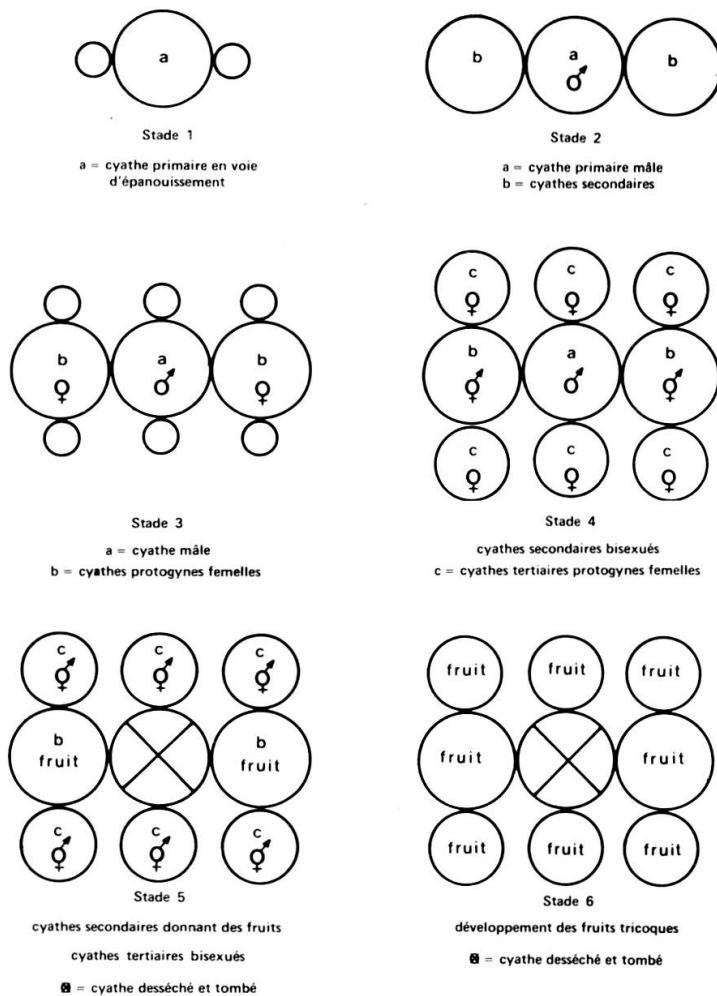 a
Stade 1
a = cyathe primaire en voie
d'épanouissement
b a b
♂
Stade 2
a = cyathe primaire mâle
b = cyathes secondaires
b a b
♀ ♂ ♀
Stade 3
a = cyathe mâle
b = cyathes protogynes femelles
c c c
♀ ♀ ♀
b a b
⚥ ♂ ⚥
c c c
♀ ♀ ♀
Stade 4
cyathes secondaires bisexués
c = cyathes tertiaires protogynes femelles
c c c
⚥ ⚥ ⚥
b b
fruit fruit
c c c
⚥ ⚥ ⚥
Stade 5
cyathes secondaires donnant des fruits
cyathes tertiaires bisexués
⊗ = cyathe desséché et tombé
fruit fruit fruit
fruit fruit
fruit fruit fruit
Stade 6
développement des fruits tricoques
⊗ = cyathe desséché et tombé